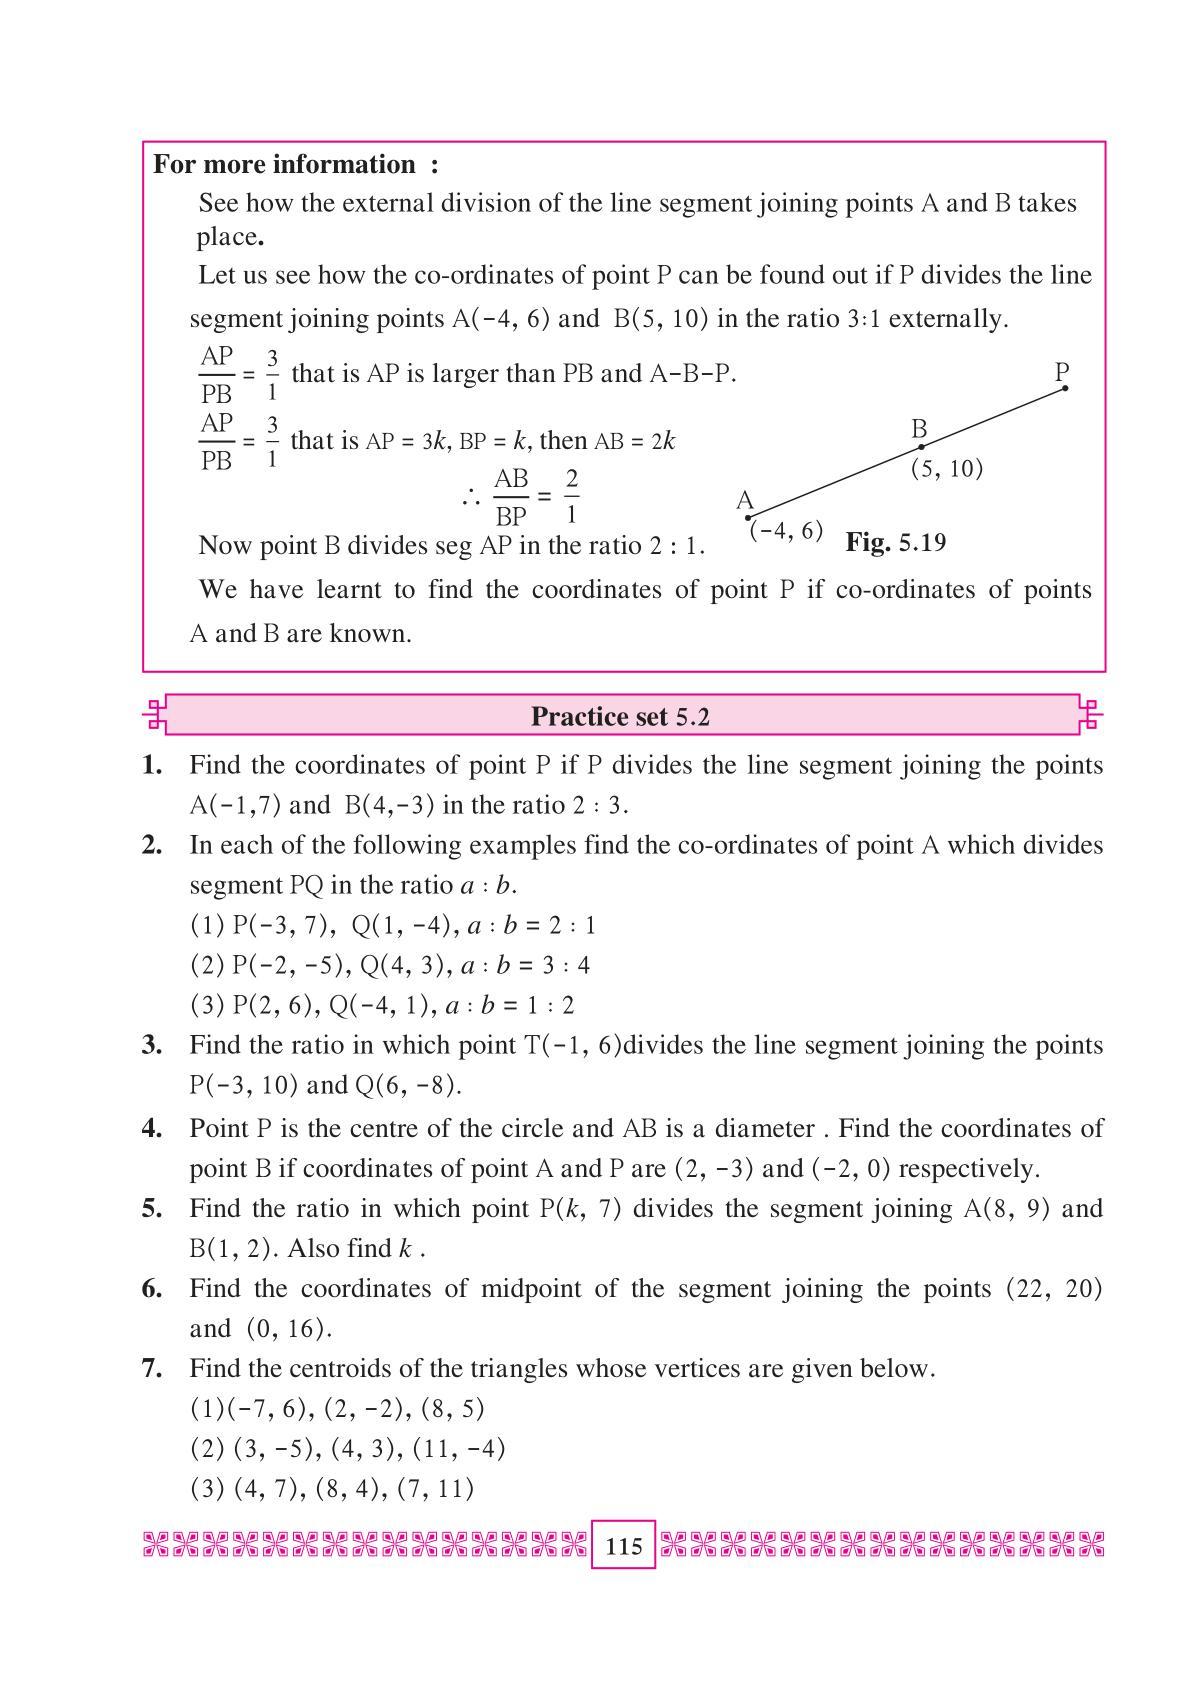 For more information :
See how the external division of the line segment joining points A and B takes
place.
Let us see how the co-ordinates of point P can be found out if P divides the line
segment joining points A(-4, 6) and B(5, 10) in the ratio 3:1 externally.
AP/PB = 3/1 that is AP is larger than PB and A-B-P.
AP/PB = 3/1 that is AP = 3k, BP = k, then AB = 2k
∴ AB/BP = 2/1
Now point B divides seg AP in the ratio 2 : 1.
P
B
(5, 10)
A
(-4, 6)
Fig. 5.19
We have learnt to find the coordinates of point P if co-ordinates of points
A and B are known.
Practice set 5.2
1. Find the coordinates of point P if P divides the line segment joining the points
A(-1,7) and B(4,-3) in the ratio 2 : 3.
2. In each of the following examples find the co-ordinates of point A which divides
segment PQ in the ratio a : b.
(1) P(-3, 7), Q(1, -4), a : b = 2 : 1
(2) P(-2, -5), Q(4, 3), a : b = 3 : 4
(3) P(2, 6), Q(-4, 1), a : b = 1 : 2
3. Find the ratio in which point T(-1, 6)divides the line segment joining the points
P(-3, 10) and Q(6, -8).
4. Point P is the centre of the circle and AB is a diameter . Find the coordinates of
point B if coordinates of point A and P are (2, -3) and (-2, 0) respectively.
5. Find the ratio in which point P(k, 7) divides the segment joining A(8, 9) and
B(1, 2). Also find k .
6. Find the coordinates of midpoint of the segment joining the points (22, 20)
and (0, 16).
7. Find the centroids of the triangles whose vertices are given below.
(1)(-7, 6), (2, -2), (8, 5)
(2) (3, -5), (4, 3), (11, -4)
(3) (4, 7), (8, 4), (7, 11)
115